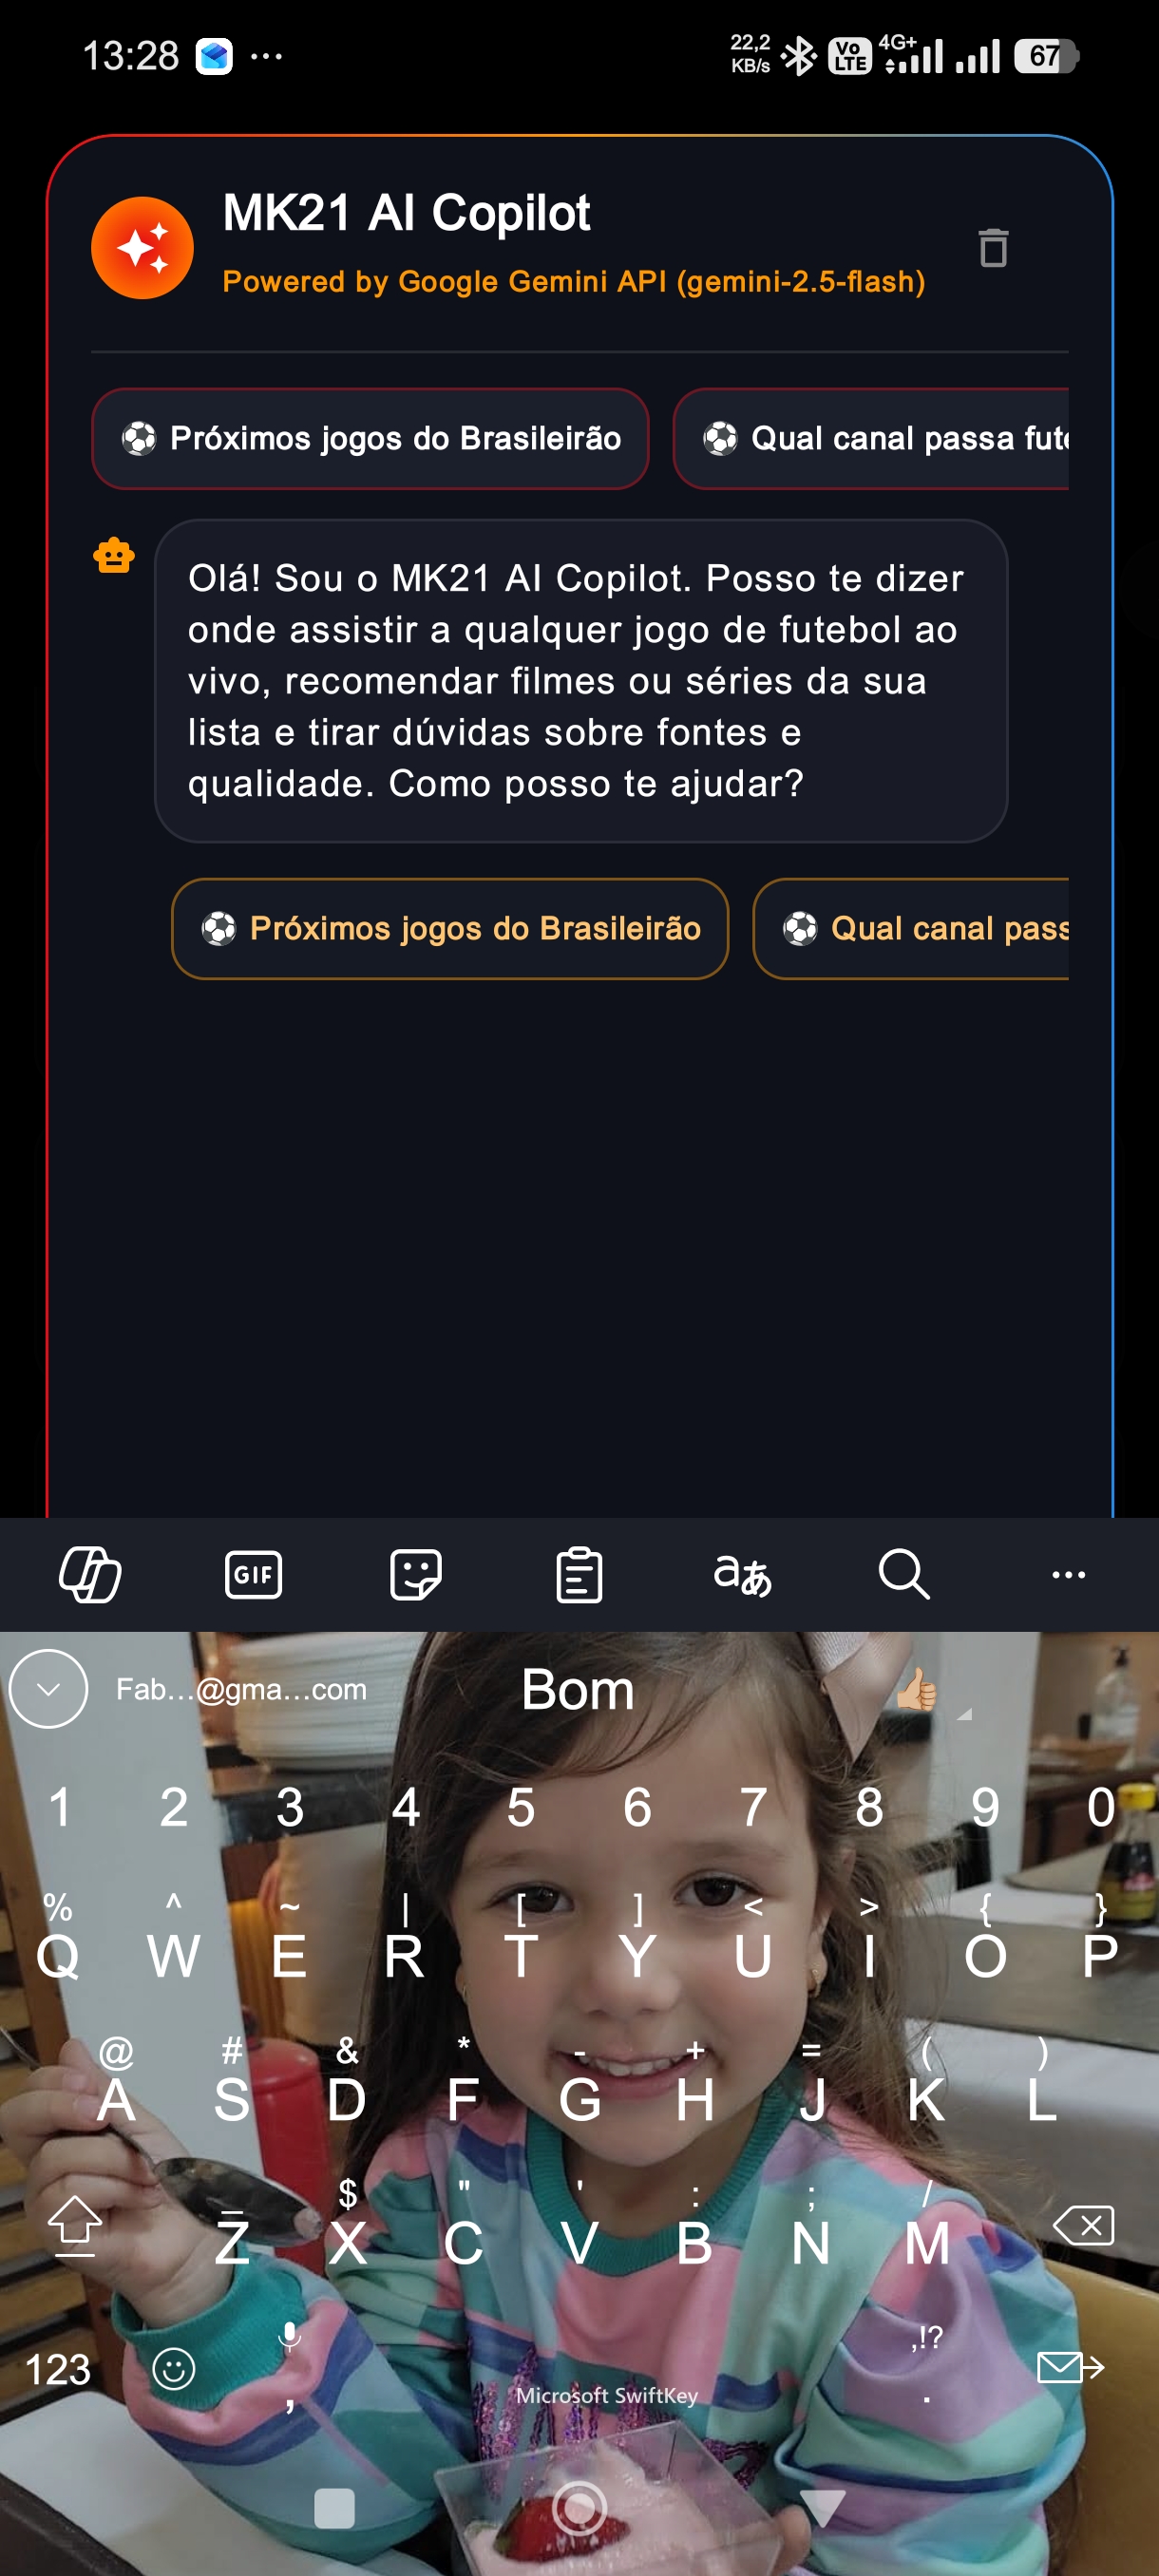 13:28 ... 22,2 KB/s VoLTE 4G+ 67
MK21 AI Copilot
Powered by Google Gemini API (gemini-2.5-flash)
⚽ Próximos jogos do Brasileirão ⚽ Qual canal passa fute
Olá! Sou o MK21 AI Copilot. Posso te dizer
onde assistir a qualquer jogo de futebol ao
vivo, recomendar filmes ou séries da sua
lista e tirar dúvidas sobre fontes e
qualidade. Como posso te ajudar?
⚽ Próximos jogos do Brasileirão ⚽ Qual canal pass
GIF aあ ...
Fab...@gma...com Bom 👍🏼
1 2 3 4 5 6 7 8 9 0
% ^ ~ | [ ] < > { }
Q W E R T Y U I O P
@ # & * - + = ( )
A S D F G H J K L
_ $ " ' : ; /
Z X C V B N M
,!?
123 , .
Microsoft SwiftKey